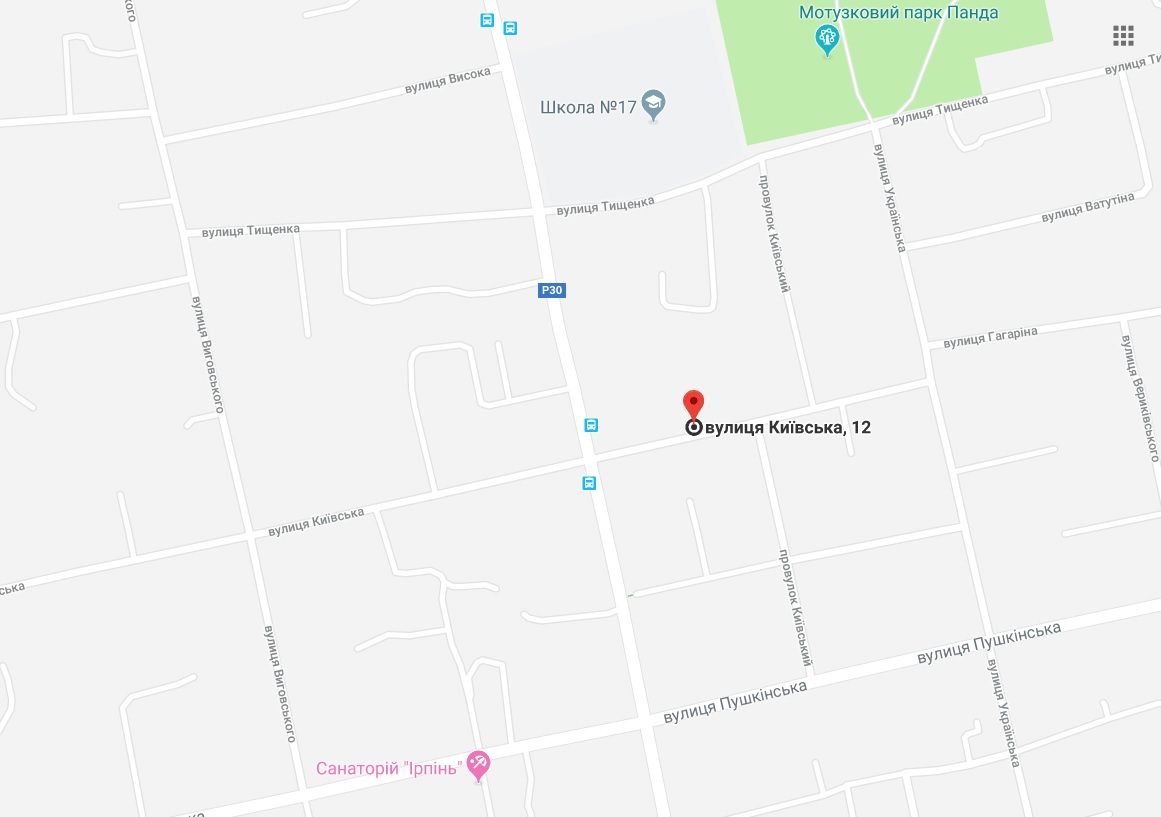 Мотузковий парк Панда
вулиця Висока
Школа №17
вулиця Тищенка
вулиця Українська
вулиця Ватутіна
провулок Київський
вулиця Тищенка
вулиця Тищенка
P30
вулиця Виговського
вулиця Гагаріна
вулиця Вериківського
вулиця Київська, 12
вулиця Київська
провулок Київський
вулиця Виговського
вулиця Пушкінська
вулиця Пушкінська
вулиця Українська
Санаторій "Ірпінь"